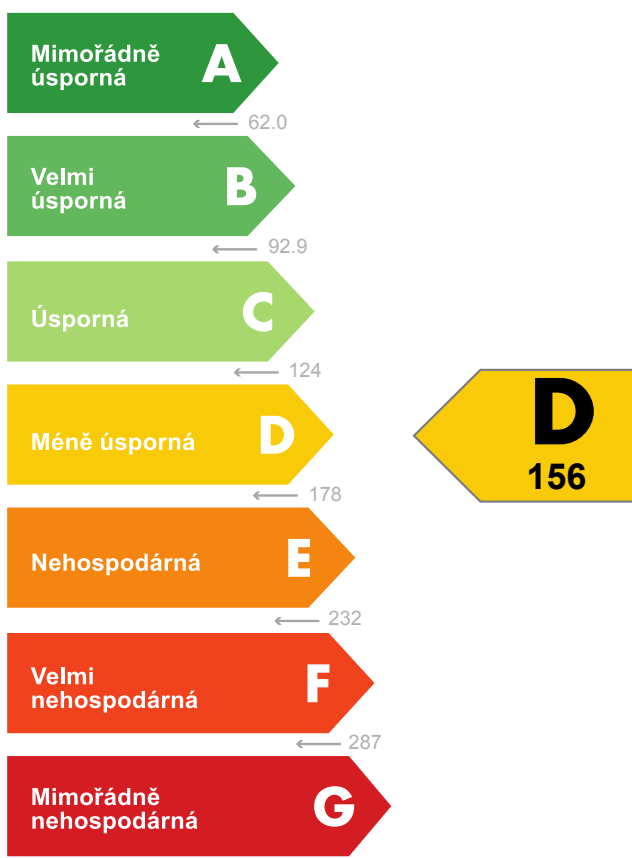 Mimořádně
úsporná
A
← 62.0
Velmi
úsporná
B
← 92.9
Úsporná
C
← 124
Méně úsporná
D
D
156
← 178
Nehospodárná
E
← 232
Velmi
nehospodárná
F
← 287
Mimořádně
nehospodárná
G